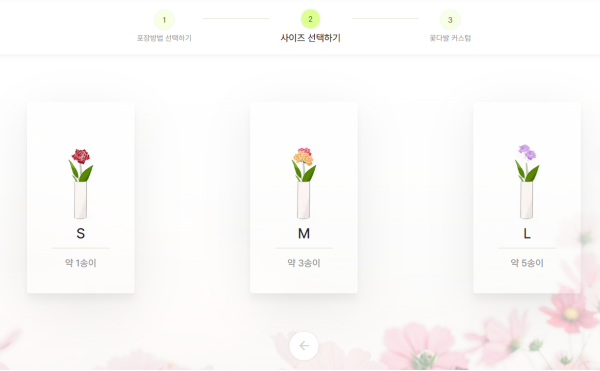 1
2
3
포장방법 선택하기
사이즈 선택하기
꽃다발 커스텀
S
M
L
약 1송이
약 3송이
약 5송이